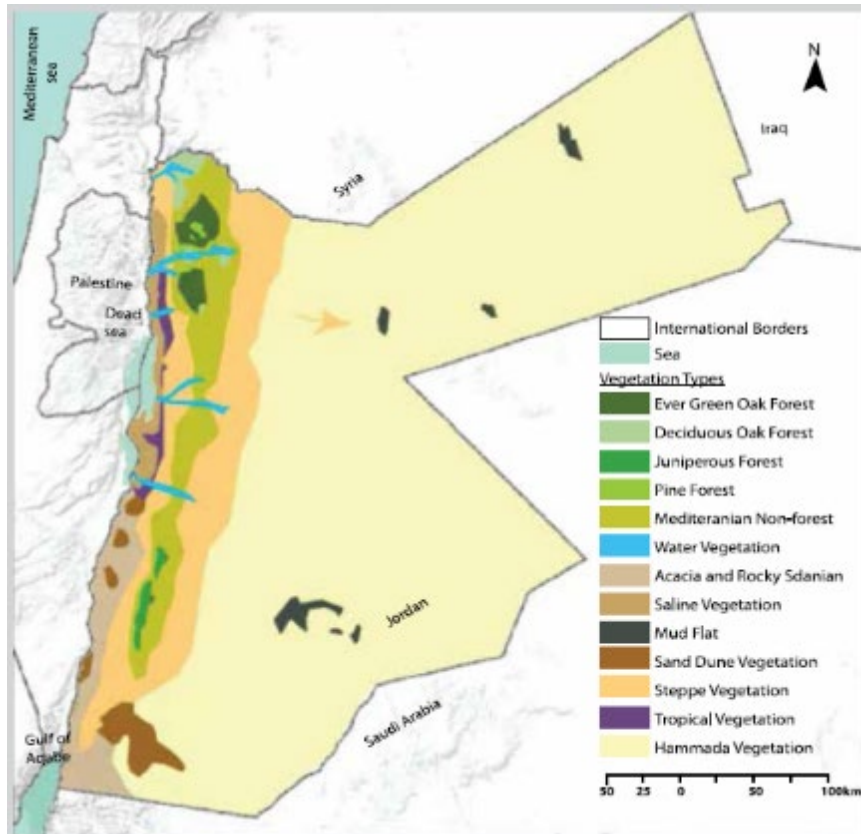 Mediterranean
sea
N
Iraq
Syria
Palestine
Dead
sea
Jordan
Saudi Arabia
Gulf of
Aqabe
International Borders
Sea
Vegetation Types
Ever Green Oak Forest
Deciduous Oak Forest
Juniperous Forest
Pine Forest
Mediteranian Non-forest
Water Vegetation
Acacia and Rocky Sdanian
Saline Vegetation
Mud Flat
Sand Dune Vegetation
Steppe Vegetation
Tropical Vegetation
Hammada Vegetation
50 25 0 50 100km